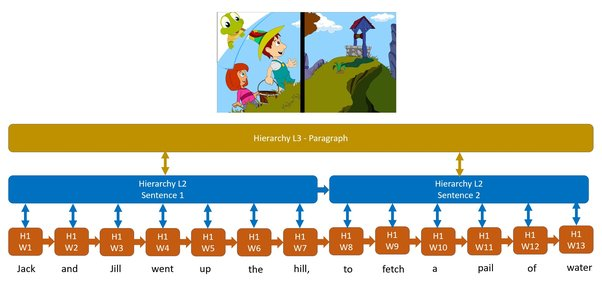 Hierarchy L3 - Paragraph
Hierarchy L2
Sentence 1
Hierarchy L2
Sentence 2
H1 H1 H1 H1 H1 H1 H1 H1 H1 H1 H1 H1 H1
W1 W2 W3 W4 W5 W6 W7 W8 W9 W10 W11 W12 W13
Jack and Jill went up the hill, to fetch a pail of water